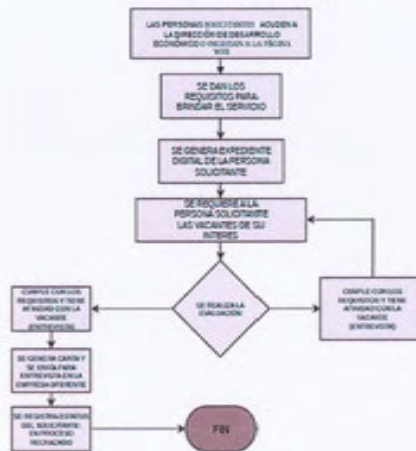 LAS PERSONAS SOLICITANTES ACUDEN A
LA DIRECCIÓN DE DESARROLLO
ECONÓMICO O INGRESAN A LA PÁGINA
WEB
SE DAN LOS
REQUISITOS PARA
BRINDAR EL SERVICIO
SE GENERA EXPEDIENTE
DIGITAL DE LA PERSONA
SOLICITANTE
SE REQUIERE A LA
PERSONA SOLICITANTE
LAS VACANTES DE SU
INTERES
SE REALIZA LA
EVALUACIÓN
CUMPLE CON LOS
REQUISITOS Y TIENE
AFINIDAD CON LA
VACANTE
(ENTREVISTA)
CUMPLE CON LOS
REQUISITOS Y TIENE
AFINIDAD CON LA
VACANTE
(ENTREVISTA)
SE GENERA CARTA Y
SE ENVÍA PARA
ENTREVISTA EN LA
EMPRESA OFERENTE
SE REGISTRA ESTATUS
DEL SOLICITANTE:
EN PROCESO
RECHAZADO
FIN